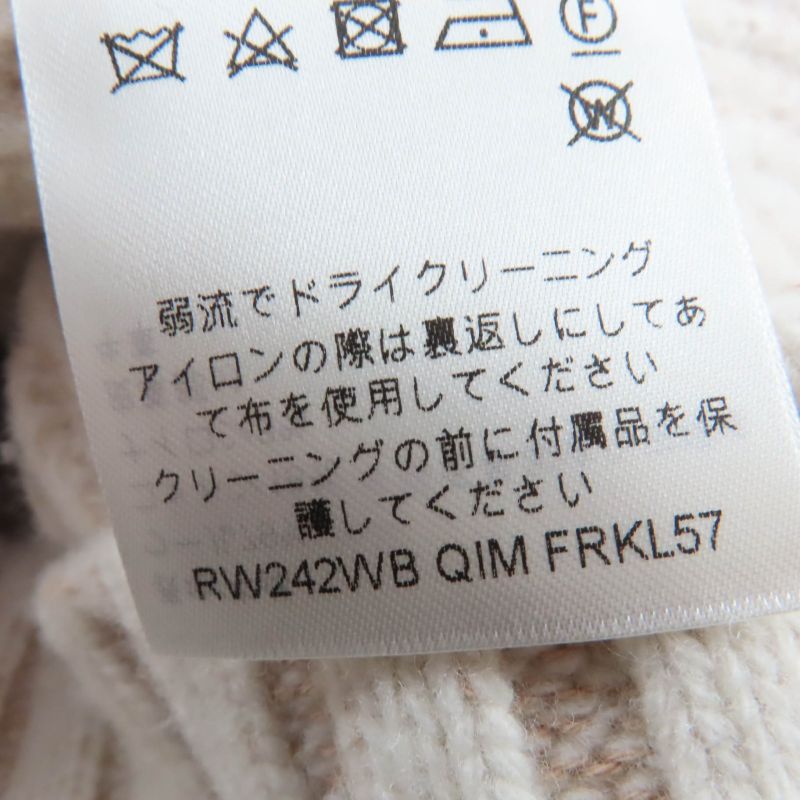 F
W
弱流でドライクリーニング
アイロンの際は裏返しにしてあ
て布を使用してください
クリーニングの前に付属品を保
護してください
RW242WB QIM FRKL57